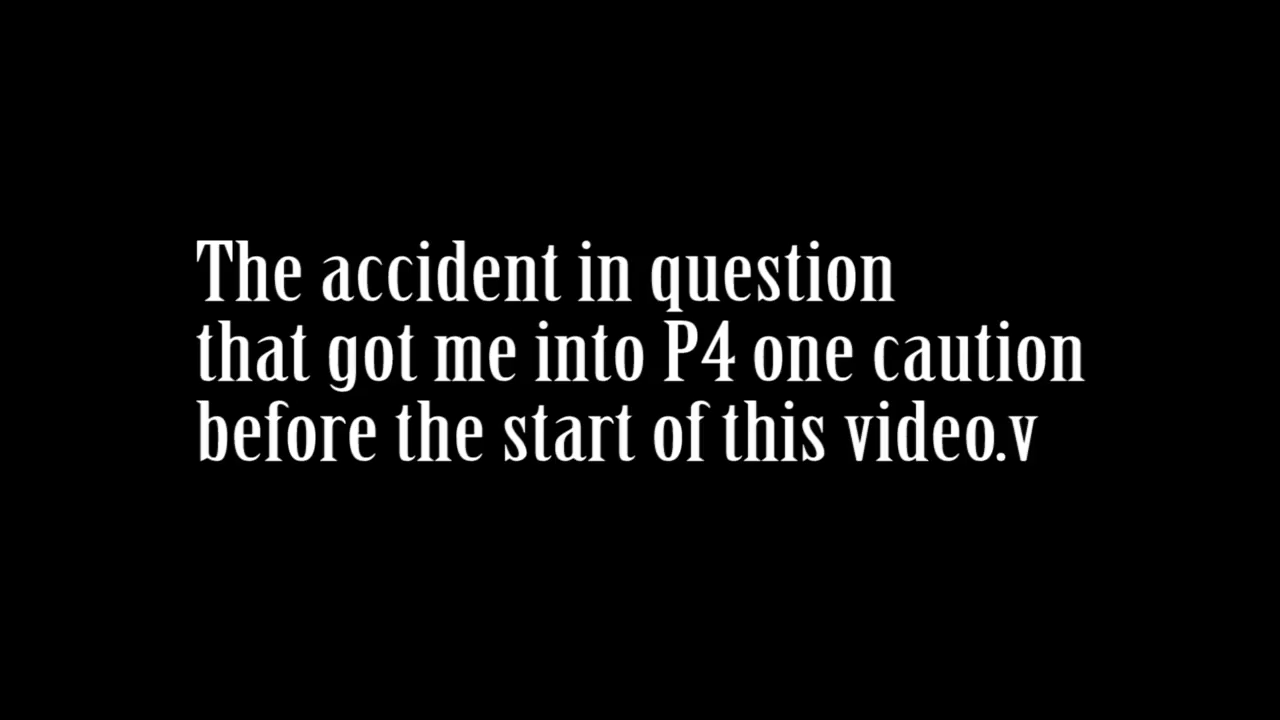 The accident in question
that got me into P4 one caution
before the start of this video.v